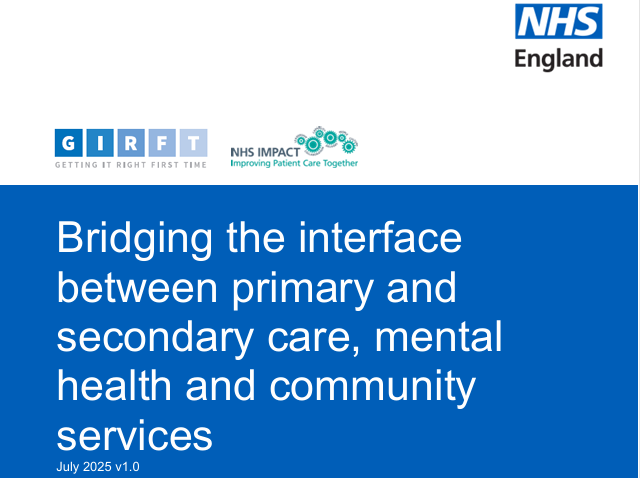 NHS
England
GIRFT
GETTING IT RIGHT FIRST TIME
NHS IMPACT
Improving Patient Care Together
Bridging the interface
between primary and
secondary care, mental
health and community
services
July 2025 v1.0